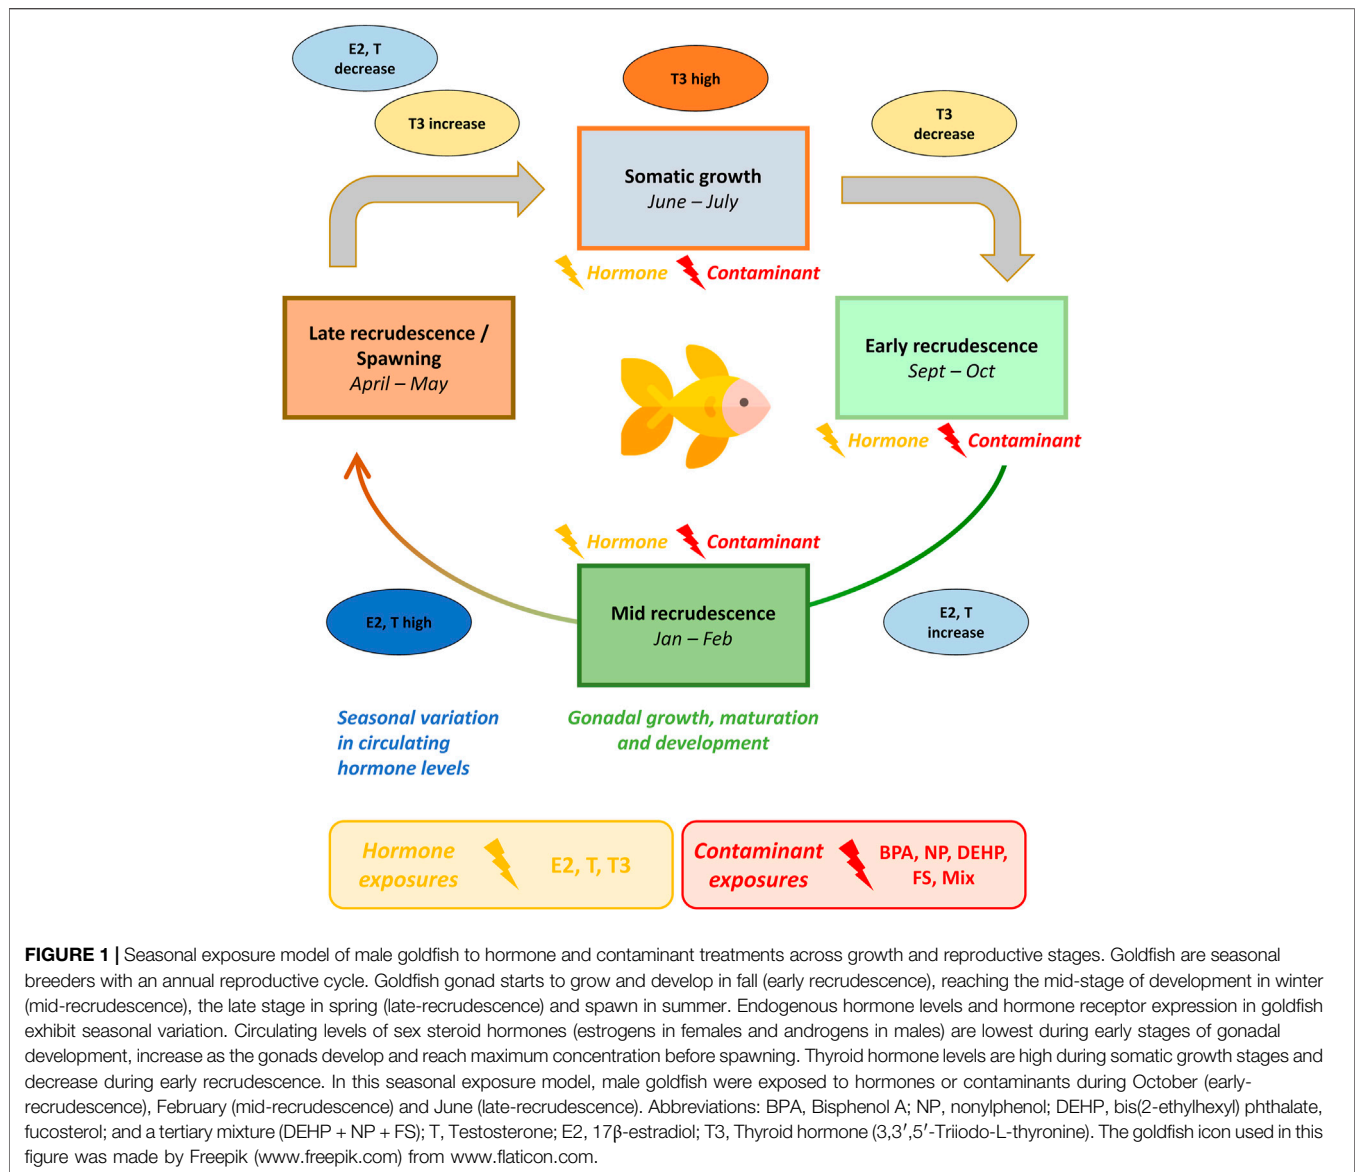 E2, T
decrease
T3 increase
T3 high
T3
decrease
Somatic growth
June – July
Hormone
Contaminant
Late recrudescence /
Spawning
April – May
Early recrudescence
Sept – Oct
Hormone
Contaminant
Hormone
Contaminant
Mid recrudescence
Jan – Feb
E2, T high
E2, T
increase
Seasonal variation
in circulating
hormone levels
Gonadal growth, maturation
and development
Hormone
exposures
E2, T, T3
Contaminant
exposures
BPA, NP, DEHP,
FS, Mix
FIGURE 1 | Seasonal exposure model of male goldfish to hormone and contaminant treatments across growth and reproductive stages. Goldfish are seasonal
breeders with an annual reproductive cycle. Goldfish gonad starts to grow and develop in fall (early recrudescence), reaching the mid-stage of development in winter
(mid-recrudescence), the late stage in spring (late-recrudescence) and spawn in summer. Endogenous hormone levels and hormone receptor expression in goldfish
exhibit seasonal variation. Circulating levels of sex steroid hormones (estrogens in females and androgens in males) are lowest during early stages of gonadal
development, increase as the gonads develop and reach maximum concentration before spawning. Thyroid hormone levels are high during somatic growth stages and
decrease during early recrudescence. In this seasonal exposure model, male goldfish were exposed to hormones or contaminants during October (early-
recrudescence), February (mid-recrudescence) and June (late-recrudescence). Abbreviations: BPA, Bisphenol A; NP, nonylphenol; DEHP, bis(2-ethylhexyl) phthalate,
fucosterol; and a tertiary mixture (DEHP + NP + FS); T, Testosterone; E2, 17β-estradiol; T3, Thyroid hormone (3,3′,5′-Triiodo-L-thyronine). The goldfish icon used in this
figure was made by Freepik (www.freepik.com) from www.flaticon.com.